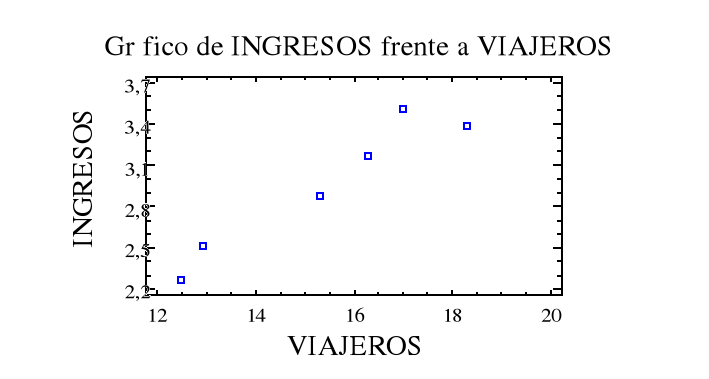 Gr fico de INGRESOS frente a VIAJEROS
INGRESOS
3,7
3,4
3,1
2,8
2,5
2,2
12 14 16 18 20
VIAJEROS